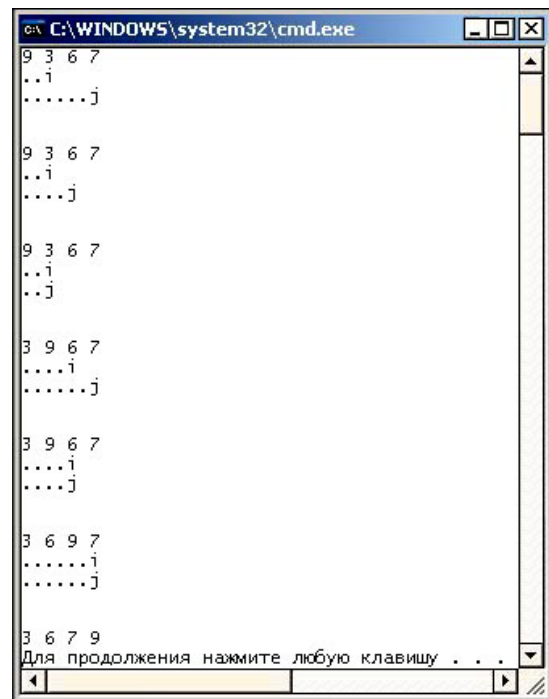 C:\WINDOWS\system32\cmd.exe
9 3 6 7
..i
......j
9 3 6 7
..i
....j
9 3 6 7
..i
..j
3 9 6 7
....i
......j
3 9 6 7
....i
....j
3 6 9 7
......i
......j
3 6 7 9
Для продолжения нажмите любую клавишу . . .